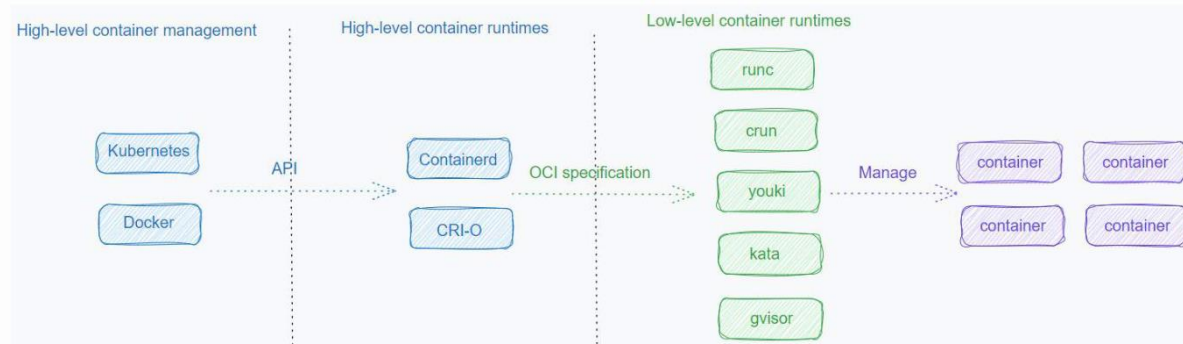 High-level container management
High-level container runtimes
Low-level container runtimes
Kubernetes
Docker
API
Containerd
CRI-O
OCI specification
runc
crun
youki
kata
gvisor
Manage
container
container
container
container